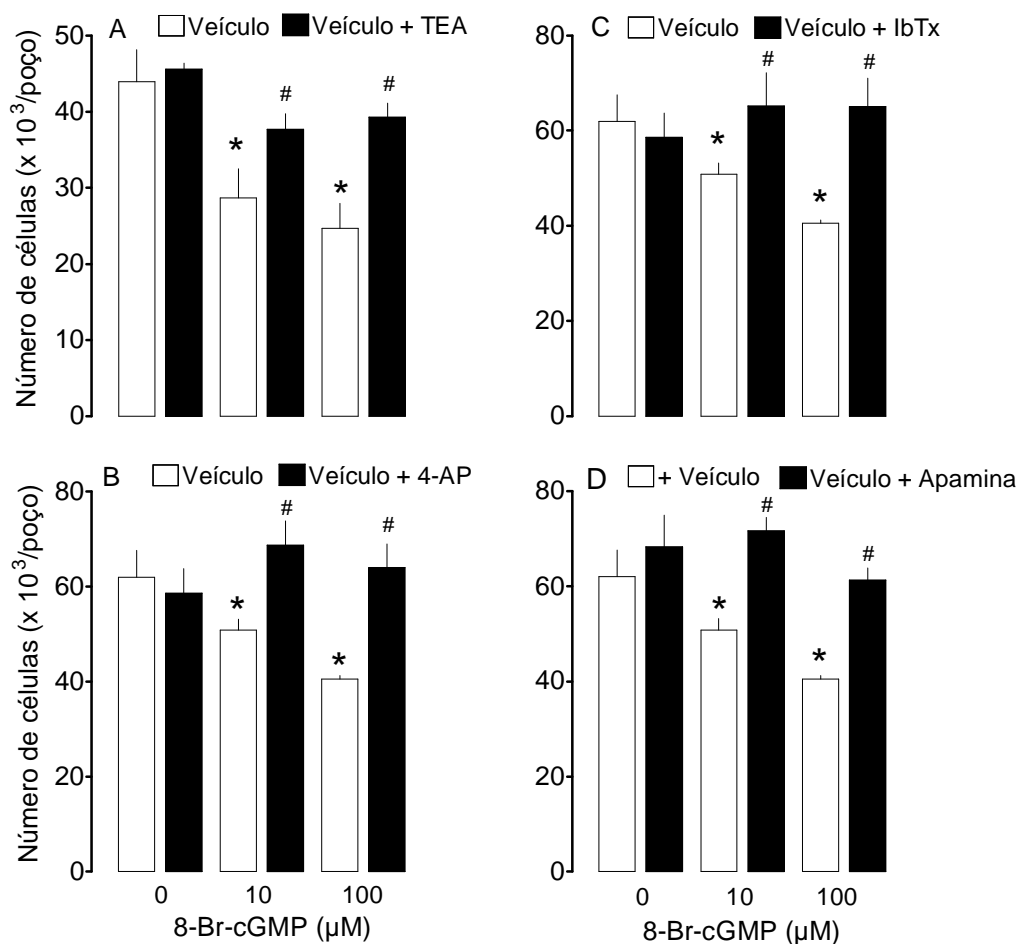 A Veículo Veículo + TEA
50
40
30
20
10
0
Número de células (x 10³/poço)
* # * #
C Veículo Veículo + IbTx
80
60
40
20
0
* # * #
B Veículo Veículo + 4-AP
80
60
40
20
0
Número de células (x 10³/poço)
* # * #
0 10 100
8-Br-cGMP (µM)
D + Veículo Veículo + Apamina
80
60
40
20
0
* # * #
0 10 100
8-Br-cGMP (µM)